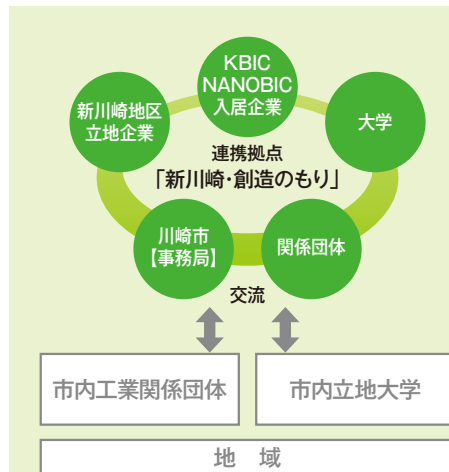 KBIC
NANOBIC
入居企業
新川崎地区
立地企業
大学
連携拠点
「新川崎・創造のもり」
川崎市
【事務局】
関係団体
交流
市内工業関係団体
市内立地大学
地 域